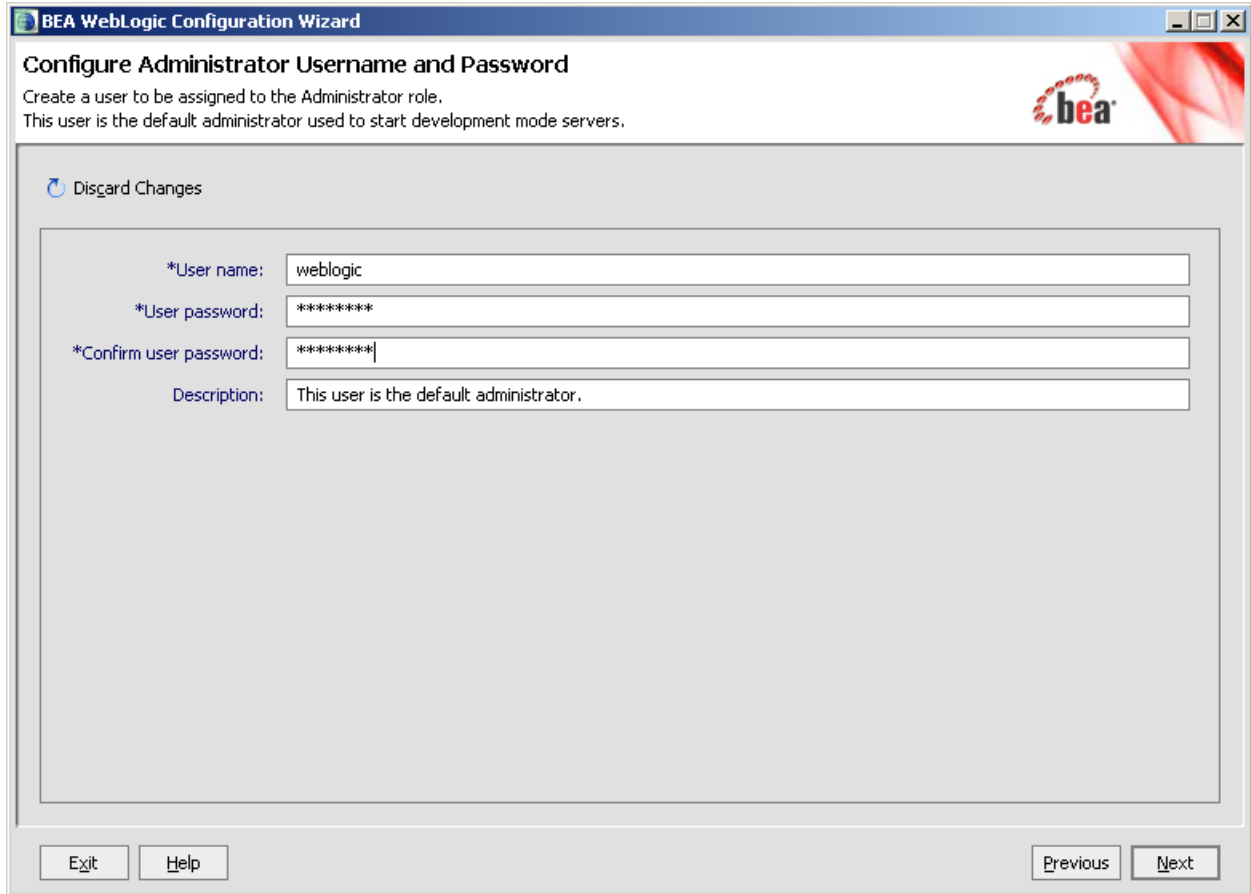 BEA WebLogic Configuration Wizard
Configure Administrator Username and Password
Create a user to be assigned to the Administrator role.
This user is the default administrator used to start development mode servers.
bea
Discard Changes
*User name: weblogic
*User password: ********
*Confirm user password: ********
Description: This user is the default administrator.
Exit Help Previous Next